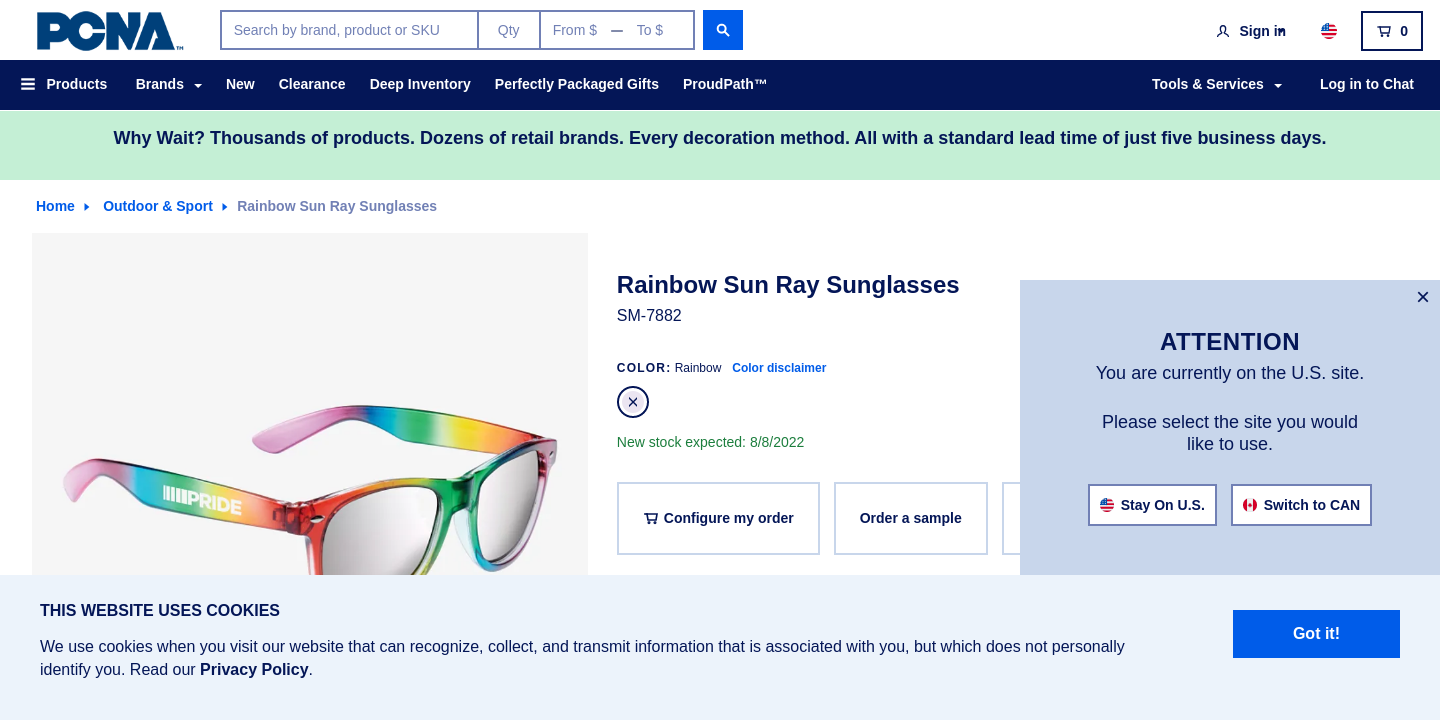 PCNA™
Search by brand, product or SKU
Qty
From $ — To $
Sign in
0
Products
Brands
New
Clearance
Deep Inventory
Perfectly Packaged Gifts
ProudPath™
Tools & Services
Log in to Chat
Why Wait? Thousands of products. Dozens of retail brands. Every decoration method. All with a standard lead time of just five business days.
Home
Outdoor & Sport
Rainbow Sun Ray Sunglasses
PRIDE
Rainbow Sun Ray Sunglasses
SM-7882
COLOR: Rainbow Color disclaimer
New stock expected: 8/8/2022
Configure my order
Order a sample
ATTENTION
You are currently on the U.S. site.
Please select the site you would
like to use.
Stay On U.S.
Switch to CAN
THIS WEBSITE USES COOKIES
We use cookies when you visit our website that can recognize, collect, and transmit information that is associated with you, but which does not personally
identify you. Read our Privacy Policy.
Got it!